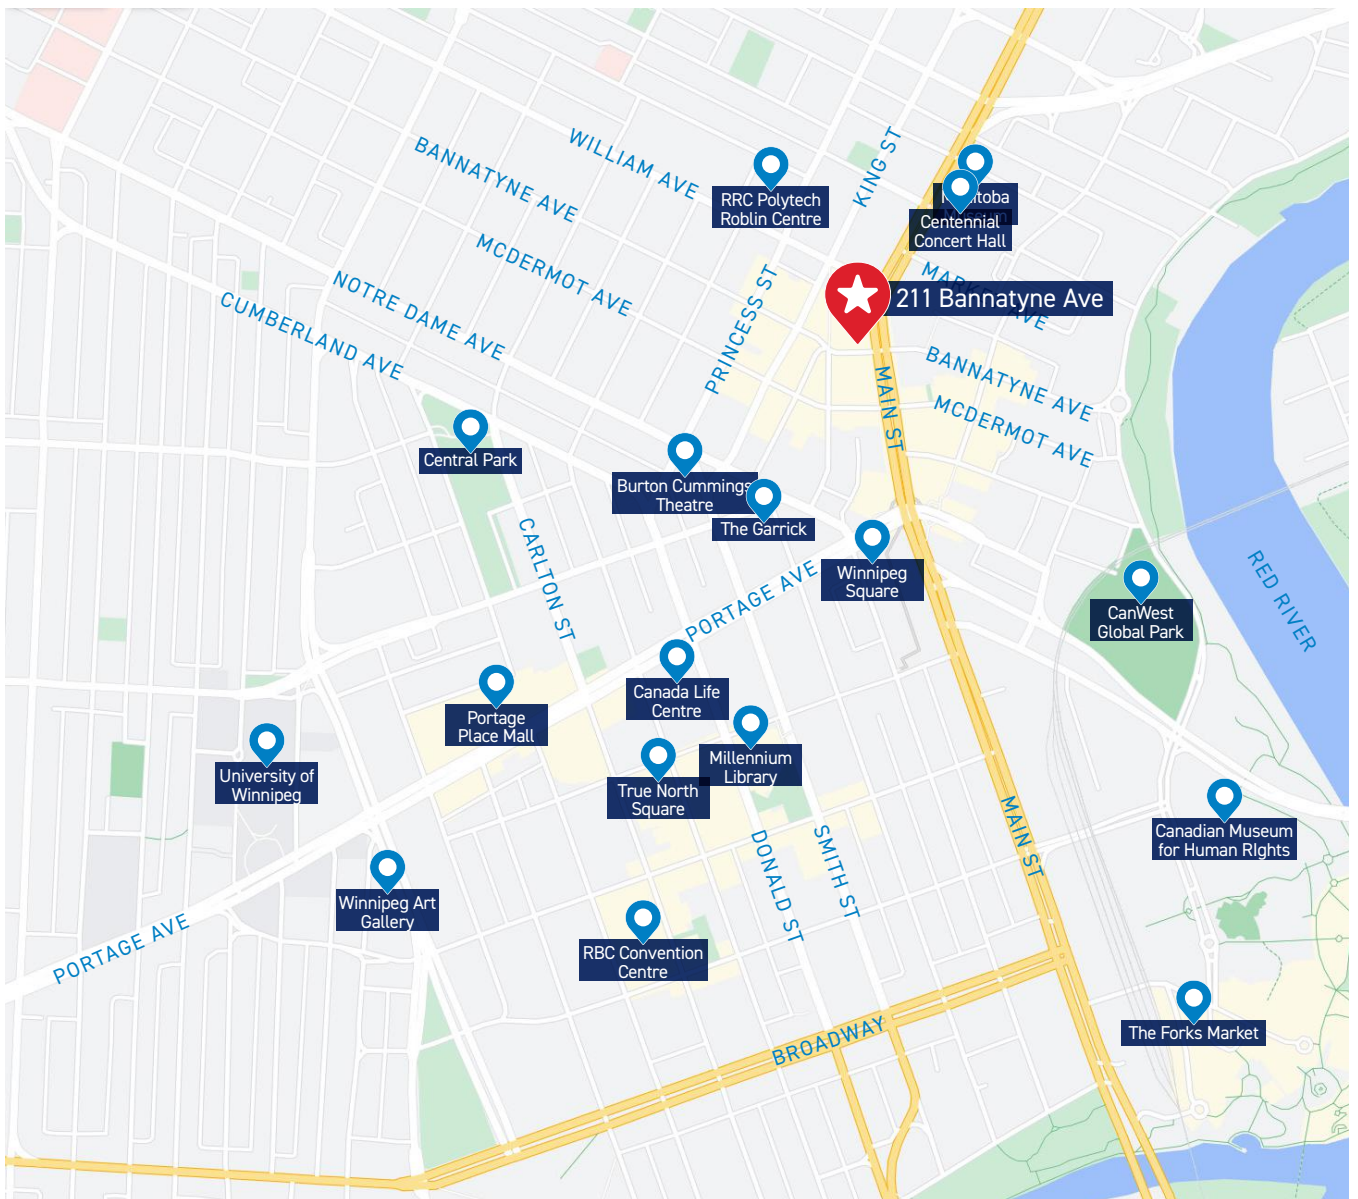 WILLIAM AVE
BANNATYNE AVE
KING ST
RRC Polytech
Roblin Centre
Manitoba
Museum
Centennial
Concert Hall
MCDERMOT AVE
NOTRE DAME AVE
CUMBERLAND AVE
PRINCESS ST
MARKET AVE
211 Bannatyne Ave
BANNATYNE AVE
MAIN ST
MCDERMOT AVE
Central Park
Burton Cummings
Theatre
The Garrick
CARLTON ST
PORTAGE AVE
Winnipeg
Square
RED RIVER
CanWest
Global Park
Portage
Place Mall
Canada Life
Centre
University of
Winnipeg
True North
Square
Millennium
Library
MAIN ST
Canadian Museum
for Human RIghts
DONALD ST
SMITH ST
Winnipeg Art
Gallery
PORTAGE AVE
RBC Convention
Centre
BROADWAY
The Forks Market